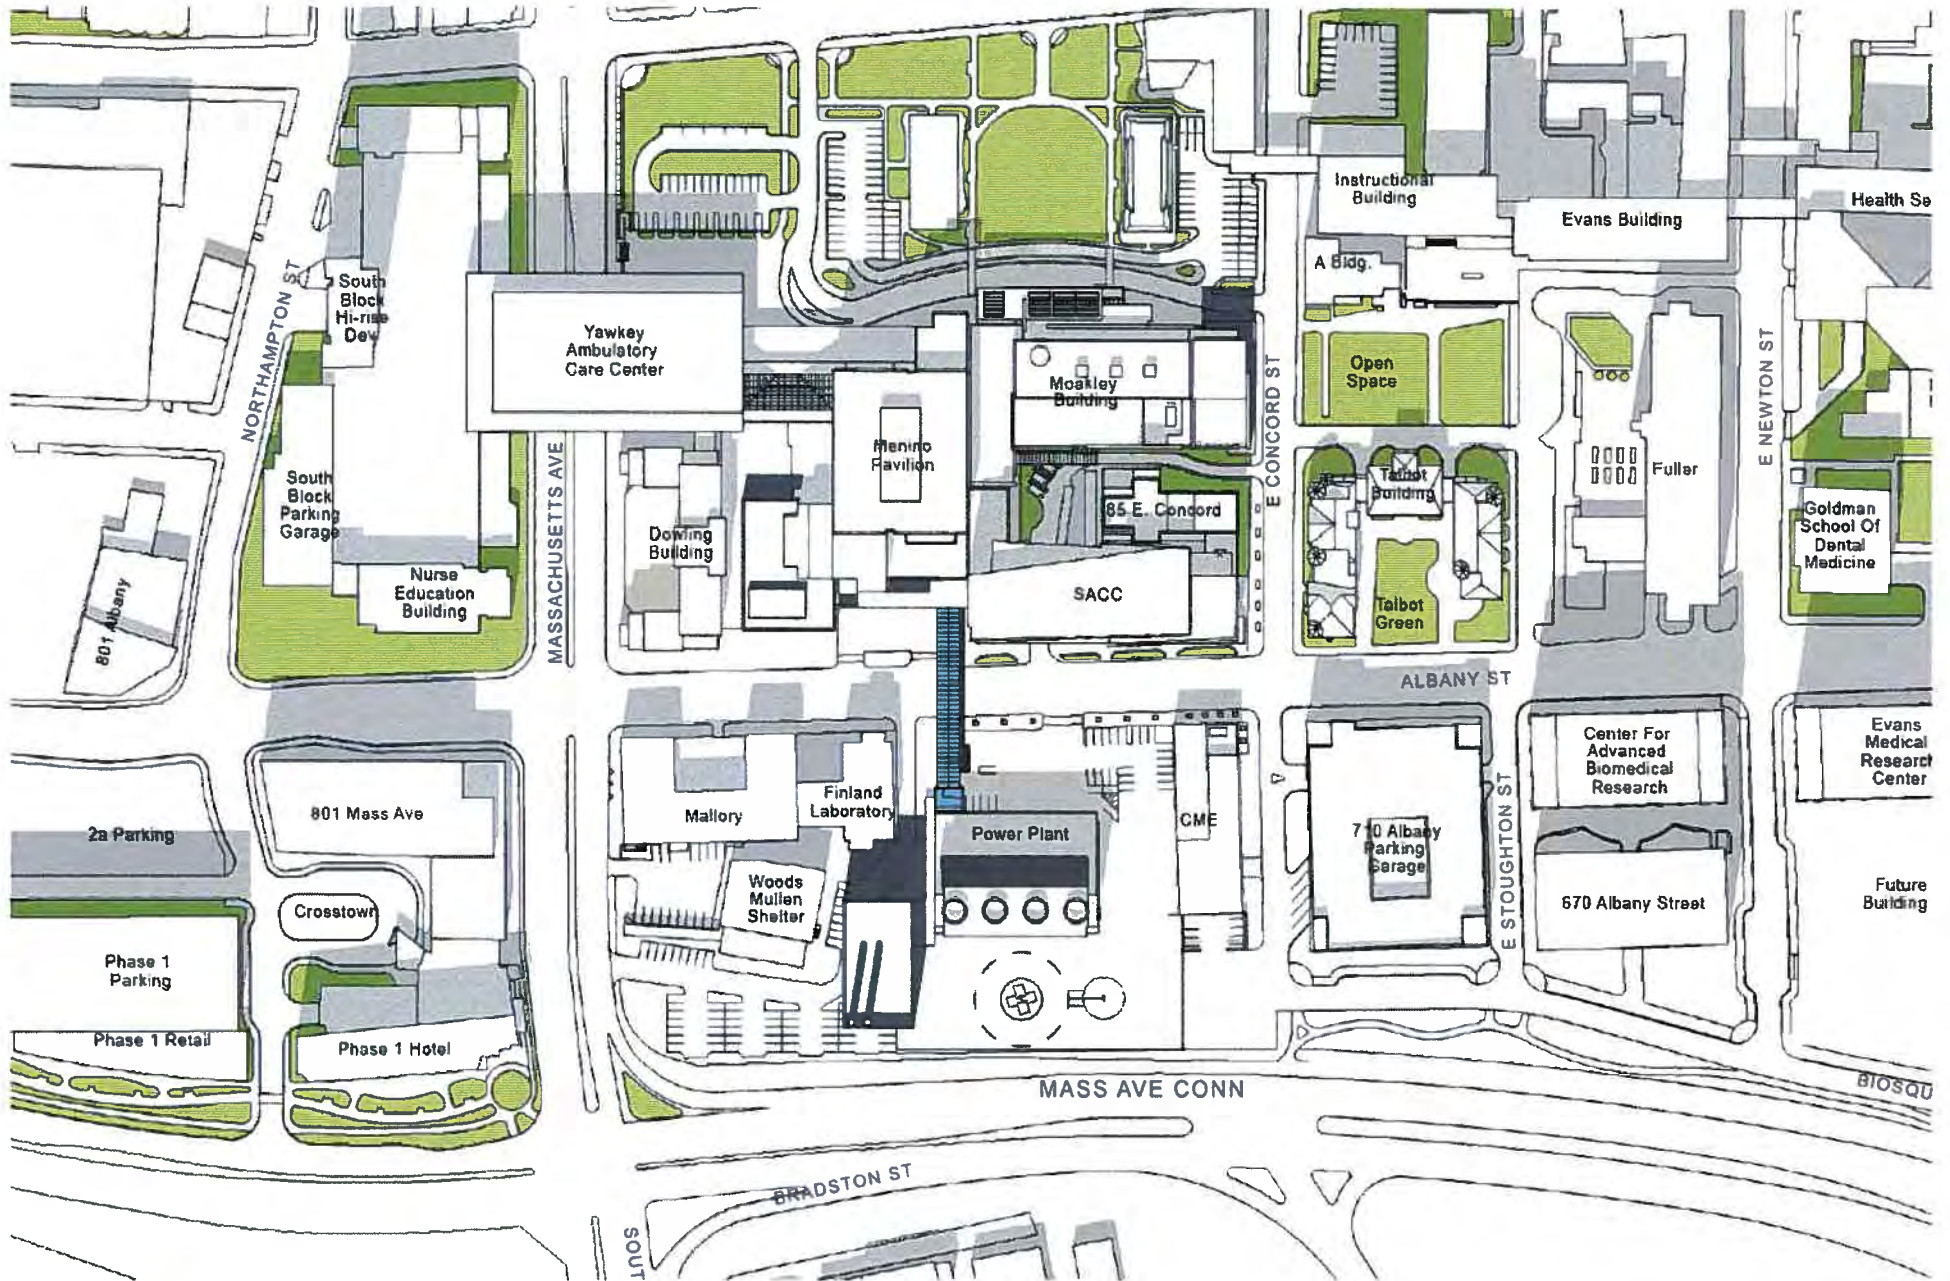 Instructional
Building
Evans Building
Health Se
A Bldg.
South
Block
Hi-rise
Dev
NORTHAMPTON ST
Yawkey
Ambulatory
Care Center
Moakley
Building
E CONCORD ST
Open
Space
E NEWTON ST
Menino
Pavilion
South
Block
Parking
Garage
MASSACHUSETTS AVE
Dowling
Building
85 E. Concord
Talbot
Building
Fuller
Goldman
School Of
Dental
Medicine
Nurse
Education
Building
SACC
Talbot
Green
801 Albany
ALBANY ST
801 Mass Ave
2a Parking
Mallory
Finland
Laboratory
Power Plant
CME
710 Albany
Parking
Garage
E STOUGHTON ST
Center For
Advanced
Biomedical
Research
Evans
Medical
Research
Center
Crosstown
Woods
Mullen
Shelter
670 Albany Street
Future
Building
Phase 1
Parking
Phase 1 Retail
Phase 1 Hotel
MASS AVE CONN
BIOSQU
BRADSTON ST
SOUT